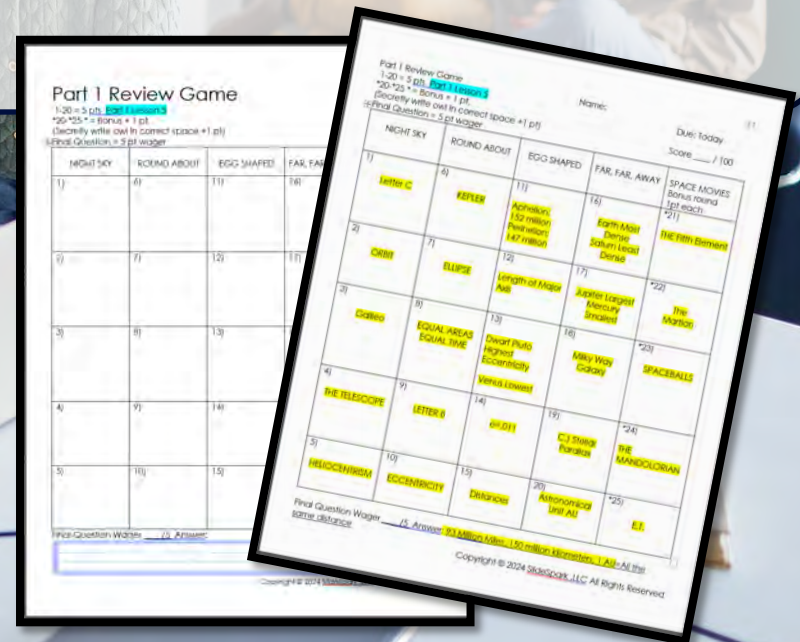 Part 1 Review Game
1-20 = 5 pts Part 1 Lesson 5
*20-*25 * = Bonus + 1 pt.
(Secretly write owl in correct space +1 pt)
Final Question = 5 pt wager
NIGHT SKY ROUND ABOUT EGG SHAPED FAR, FAR
1) 6) 11) 16)
2) 7) 12) 17)
3) 8) 13)
4) 9) 14)
5) 10) 15)
Final Question Wager ____/5 Answer:
Copyright © 2024
Part 1 Review Game
1-20 = 5 pts Part 1 Lesson 5
*20-*25 * = Bonus + 1 pt.
(Secretly write owl in correct space +1 pt)
Final Question = 5 pt wager
Name:
Due: Today
Score ___ / 100
NIGHT SKY
ROUND ABOUT
EGG SHAPED
FAR, FAR, AWAY
SPACE MOVIES
Bonus round
1pt each
1)
Letter C
6)
KEPLER
11)
Aphelion:
152 million
Perihelion:
147 million
16)
Earth Most
Dense
Saturn Least
Dense
*21)
THE Fifth Element
2)
ORBIT
7)
ELLIPSE
12)
Length of Major
Axis
17)
Jupiter Largest
Mercury
Smallest
*22)
The
Martian
3)
Galileo
8)
EQUAL AREAS
EQUAL TIME
13)
Dwarf Pluto
Highest
Eccentricity
Venus Lowest
18)
Milky Way
Galaxy
*23)
SPACEBALLS
4)
THE TELESCOPE
9)
LETTER B
14)
e=.011
19)
C.) Stellar
Parallax
*24)
THE
MANDOLORIAN
5)
HELIOCENTRISM
10)
ECCENTRICITY
15)
Distances
20)
Astronomical
Unit AU
*25)
E.T.
Final Question Wager ____/5 Answer: 93 Million Miles, 150 million kilometers, 1 AU-All the
same distance
Copyright © 2024 SlideSpark .LLC All Rights Reserved.